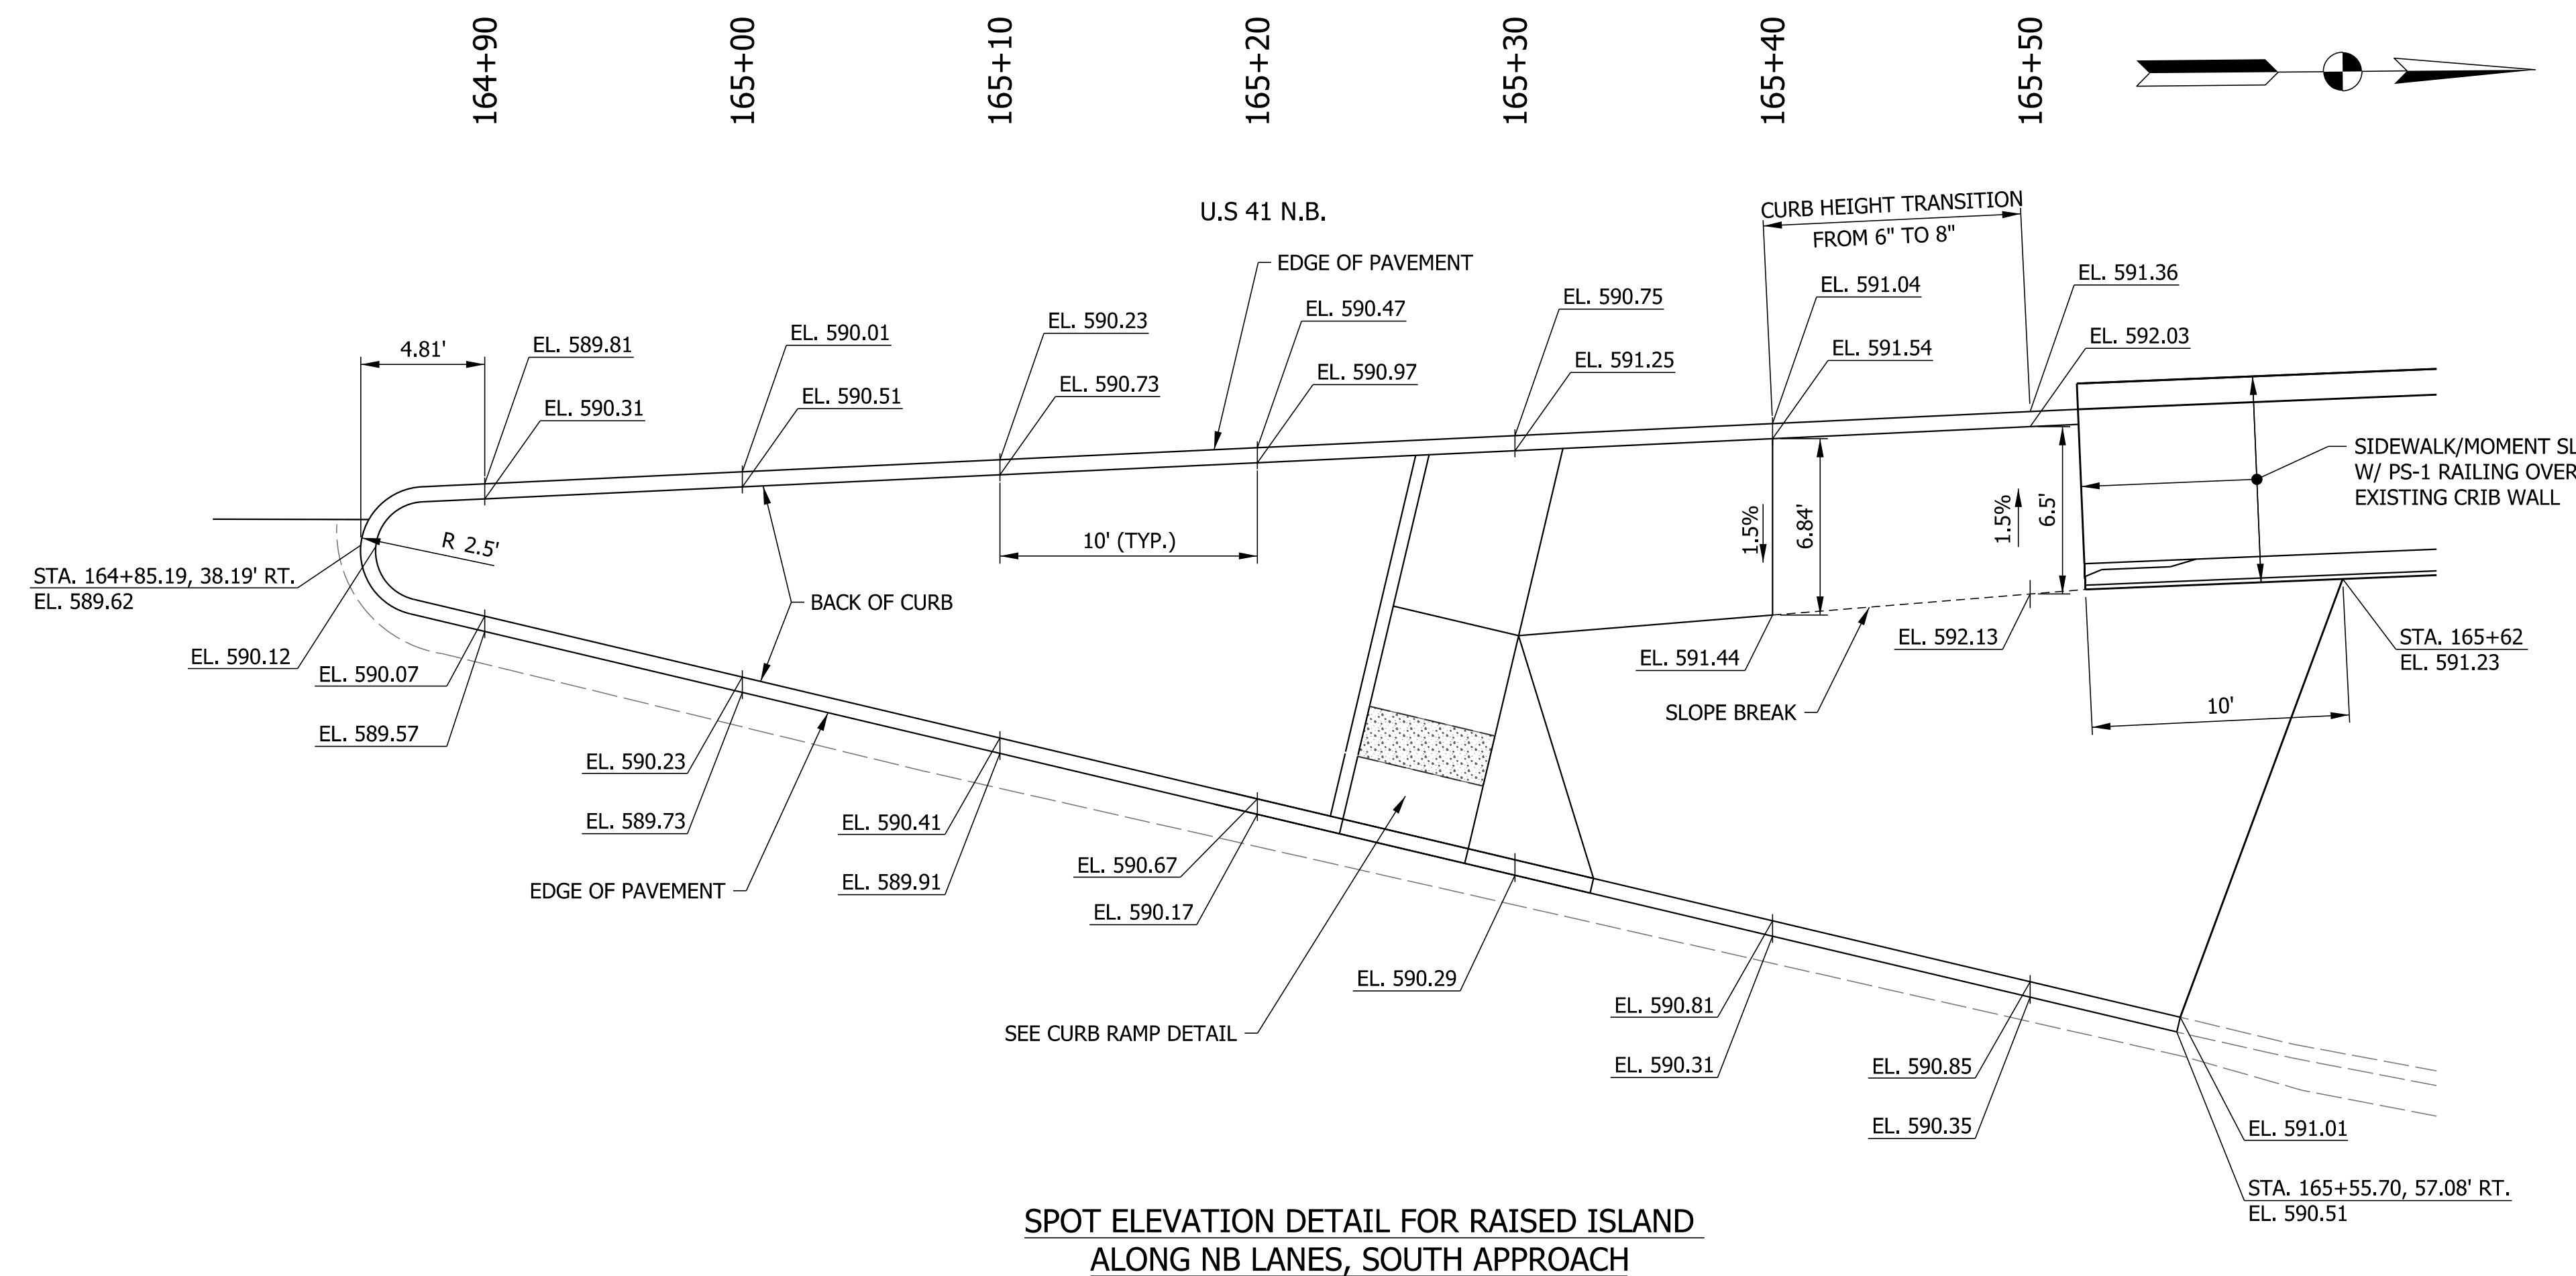 164+90
165+00
165+10
165+20
165+30
165+40
165+50
U.S 41 N.B.
CURB HEIGHT TRANSITION
FROM 6" TO 8"
EDGE OF PAVEMENT
EL. 589.81
EL. 590.01
EL. 590.23
EL. 590.47
EL. 590.75
EL. 591.04
EL. 591.36
4.81'
EL. 590.31
EL. 590.51
EL. 590.73
EL. 590.97
EL. 591.25
EL. 591.54
EL. 592.03
SIDEWALK/MOMENT SL
W/ PS-1 RAILING OVER
EXISTING CRIB WALL
R 2.5'
10' (TYP.)
1.5%
6.84'
1.5%
6.5'
STA. 164+85.19, 38.19' RT.
EL. 589.62
BACK OF CURB
EL. 590.12
EL. 590.07
EL. 589.57
EL. 591.44
EL. 592.13
STA. 165+62
EL. 591.23
SLOPE BREAK
10'
EL. 590.23
EL. 589.73
EL. 590.41
EL. 589.91
EDGE OF PAVEMENT
EL. 590.67
EL. 590.17
EL. 590.29
SEE CURB RAMP DETAIL
EL. 590.81
EL. 590.31
EL. 590.85
EL. 590.35
EL. 591.01
STA. 165+55.70, 57.08' RT.
EL. 590.51
SPOT ELEVATION DETAIL FOR RAISED ISLAND
ALONG NB LANES, SOUTH APPROACH